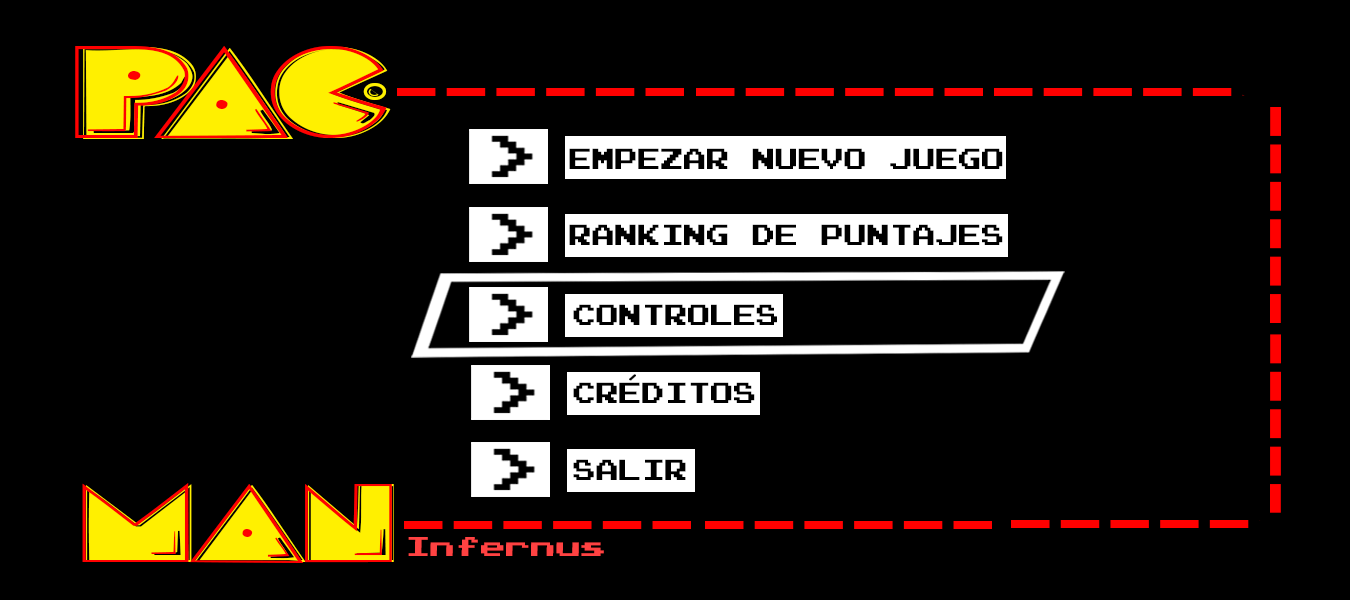 PAC
EMPEZAR NUEVO JUEGO
RANKING DE PUNTAJES
CONTROLES
CRÉDITOS
SALIR
MAN
Infernus